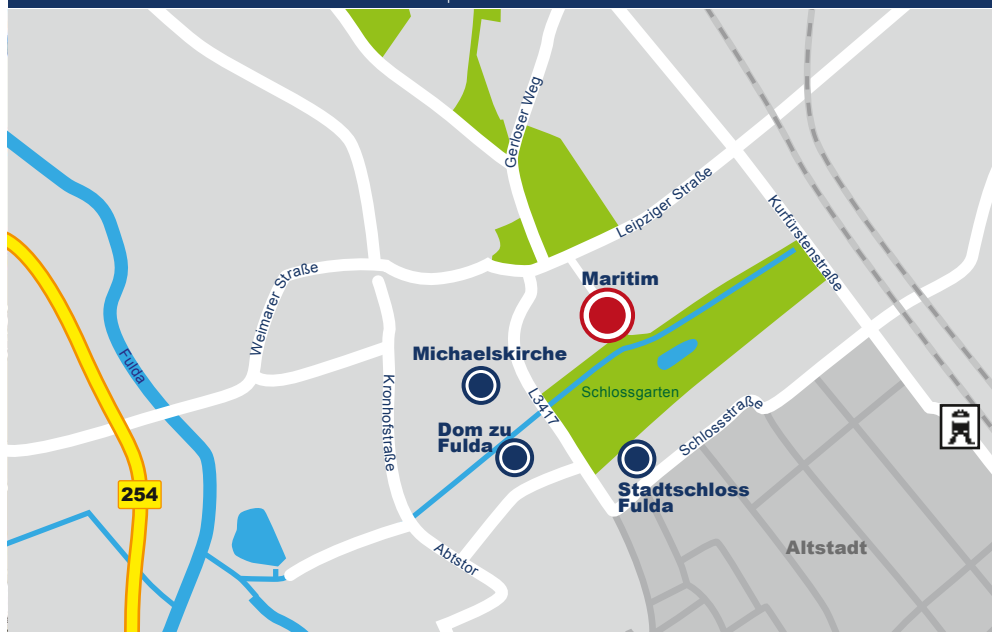 Gerloser Weg
Leipziger Straße
Kurfürstenstraße
Weimarer Straße
Maritim
Fulda
Michaelskirche
Kronhofstraße
L3417
Schlossgarten
Schlossstraße
Dom zu
Fulda
254
Stadtschloss
Fulda
Abtstor
Altstadt